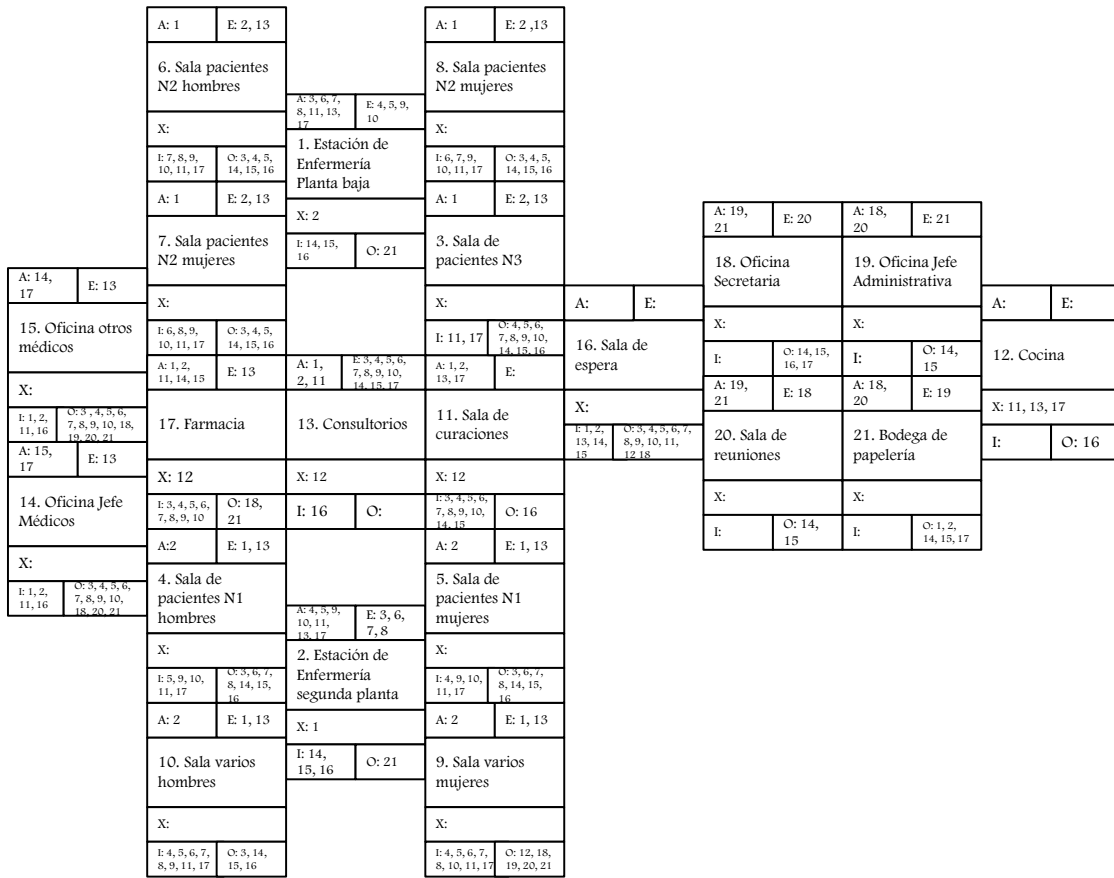 A: 1
E: 2, 13
6. Sala pacientes
N2 hombres
X:
I: 7, 8, 9,
10, 11, 17
O: 3, 4, 5,
14, 15, 16
A: 1
E: 2 ,13
8. Sala pacientes
N2 mujeres
X:
I: 6, 7, 9,
10, 11, 17
O: 3, 4, 5,
14, 15, 16
A: 3, 6, 7,
8, 11, 13,
17
E: 4, 5, 9,
10
1. Estación de
Enfermería
Planta baja
X: 2
I: 14, 15,
16
O: 21
A: 1
E: 2, 13
7. Sala pacientes
N2 mujeres
X:
I: 6, 8, 9,
10, 11, 17
O: 3, 4, 5,
14, 15, 16
A: 1
E: 2, 13
3. Sala de
pacientes N3
X:
I: 11, 17
O: 4, 5, 6,
7, 8, 9, 10,
14, 15, 16
A: 14,
17
E: 13
15. Oficina otros
médicos
X:
I: 1, 2,
11, 16
O: 3 , 4, 5, 6,
7, 8, 9, 10, 18,
19, 20, 21
A: 15,
17
E: 13
14. Oficina Jefe
Médicos
X:
I: 1, 2,
11, 16
O: 3, 4, 5, 6,
7, 8, 9, 10,
18, 20, 21
A: 1, 2,
11, 14, 15
E: 13
17. Farmacia
X: 12
I: 3, 4, 5, 6,
7, 8, 9, 10
O: 18,
21
A: 1,
2, 11
E: 3, 4, 5, 6,
7, 8, 9, 10,
14, 15, 17
13. Consultorios
X: 12
I: 16
O:
A: 1, 2,
13, 17
E:
11. Sala de
curaciones
X: 12
I: 3, 4, 5, 6,
7, 8, 9, 10,
14, 15
O: 16
A:
E:
16. Sala de
espera
X:
I: 1, 2,
13, 14,
15
O: 3, 4, 5, 6, 7,
8, 9, 10, 11,
12 18
A: 19,
21
E: 20
18. Oficina
Secretaria
X:
I:
O: 14, 15,
16, 17
A: 18,
20
E: 21
19. Oficina Jefe
Administrativa
X:
I:
O: 14,
15
A: 19,
21
E: 18
20. Sala de
reuniones
X:
I:
O: 14,
15
A: 18,
20
E: 19
21. Bodega de
papelería
X:
I:
O: 1, 2,
14, 15, 17
A:
E:
12. Cocina
X: 11, 13, 17
I:
O: 16
A:2
E: 1, 13
4. Sala de
pacientes N1
hombres
X:
I: 5, 9, 10,
11, 17
O: 3, 6, 7,
8, 14, 15,
16
A: 2
E: 1, 13
5. Sala de
pacientes N1
mujeres
X:
I: 4, 9, 10,
11, 17
O: 3, 6, 7,
8, 14, 15,
16
A: 4, 5, 9,
10, 11,
13, 17
E: 3, 6,
7, 8
2. Estación de
Enfermería
segunda planta
X: 1
I: 14,
15, 16
O: 21
A: 2
E: 1, 13
10. Sala varios
hombres
X:
I: 4, 5, 6, 7,
8, 9, 11, 17
O: 3, 14,
15, 16
A: 2
E: 1, 13
9. Sala varios
mujeres
X:
I: 4, 5, 6, 7,
8, 10, 11, 17
O: 12, 18,
19, 20, 21